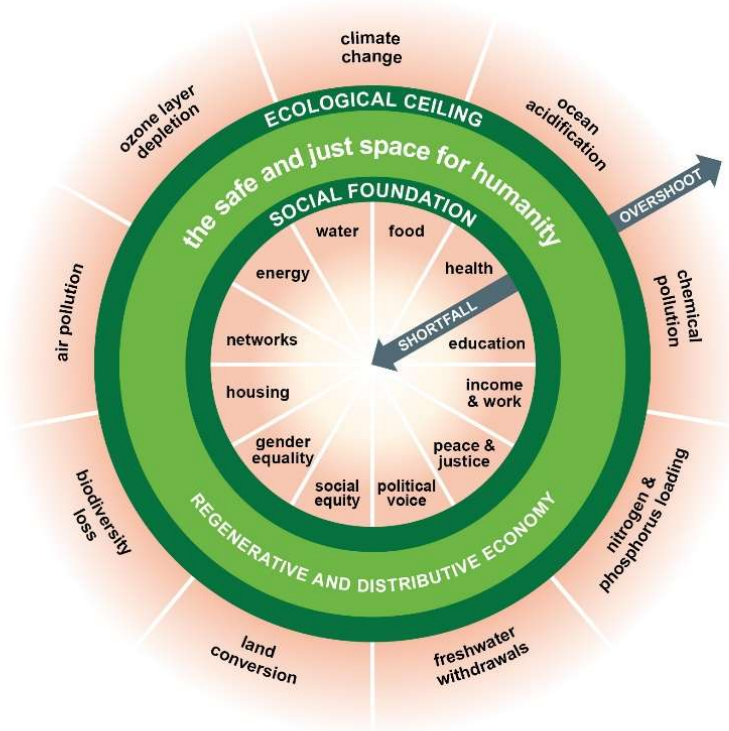 climate
change
ocean
acidification
chemical
pollution
nitrogen &
phosphorus loading
freshwater
withdrawals
land
conversion
biodiversity
loss
air pollution
ozone layer
depletion
ECOLOGICAL CEILING
the safe and just space for humanity
SOCIAL FOUNDATION
OVERSHOOT
SHORTFALL
water
food
health
education
income
& work
peace &
justice
political
voice
social
equity
gender
equality
housing
networks
energy
REGENERATIVE AND DISTRIBUTIVE ECONOMY